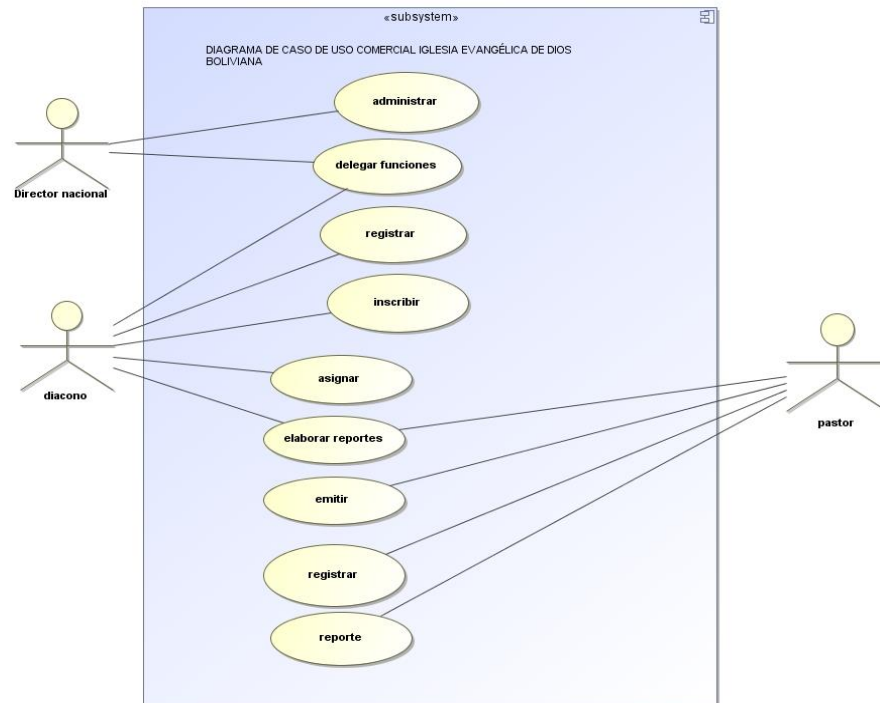 «subsystem»
DIAGRAMA DE CASO DE USO COMERCIAL IGLESIA EVANGÉLICA DE DIOS
BOLIVIANA
administrar
delegar funciones
Director nacional
registrar
inscribir
diacono
asignar
pastor
elaborar reportes
emitir
registrar
reporte